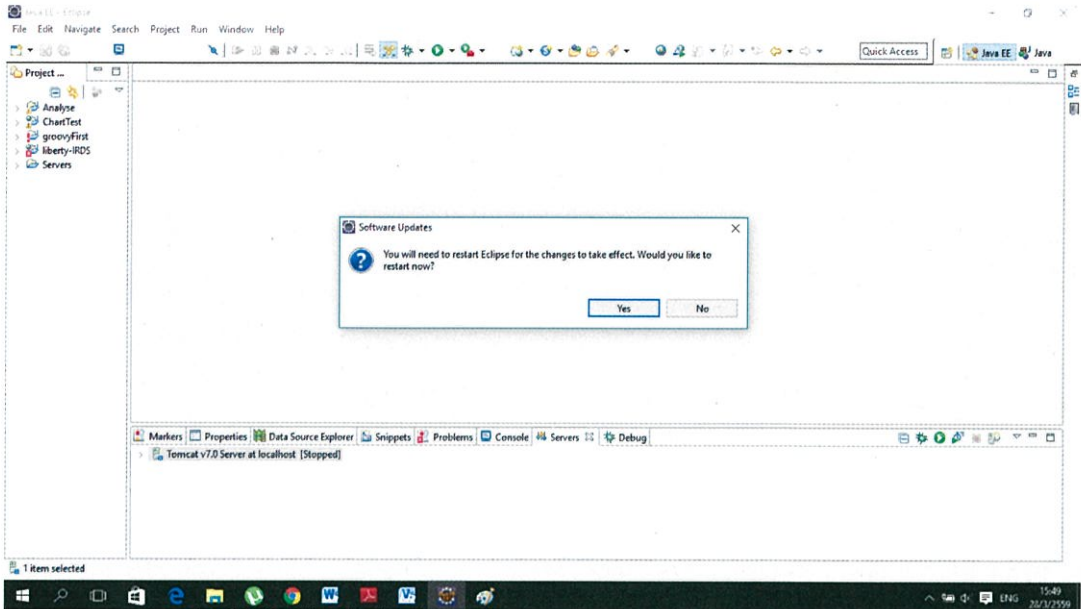 Java EE - Eclipse
File Edit Navigate Search Project Run Window Help
Quick Access
Java EE
Java
Project ...
Analyse
ChartTest
groovyFirst
liberty-IRDS
Servers
Software Updates
You will need to restart Eclipse for the changes to take effect. Would you like to
restart now?
Yes
No
Markers Properties Data Source Explorer Snippets Problems Console Servers Debug
Tomcat v7.0 Server at localhost [Stopped]
1 item selected
ENG
15:49